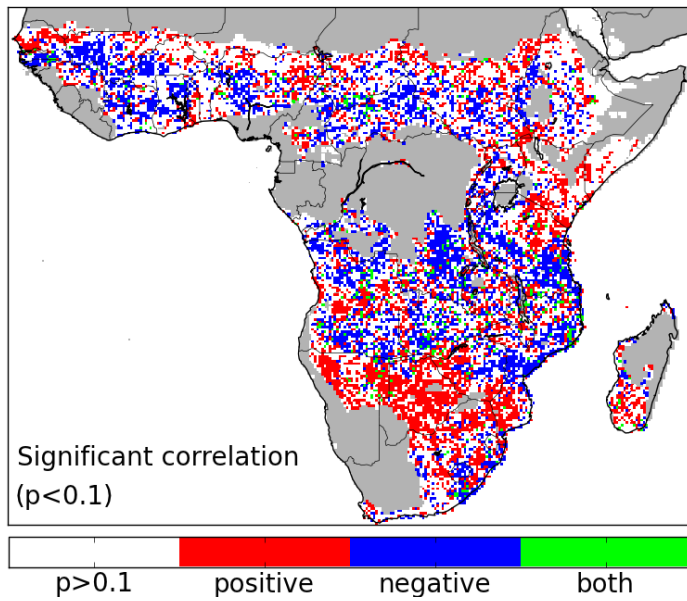 Significant correlation
(p<0.1)
p>0.1 positive negative both